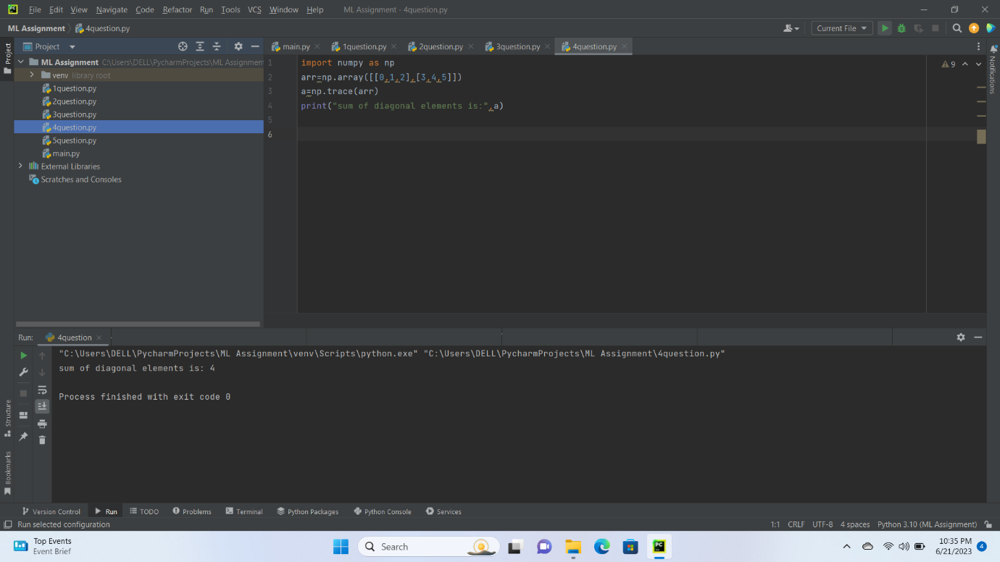 File Edit View Navigate Code Refactor Run Tools VCS Window Help ML Assignment - 4question.py
ML Assignment 4question.py Current File
Project main.py 1question.py 2question.py 3question.py 4question.py
Project
Notifications
ML Assignment C:\Users\DELL\PycharmProjects\ML Assignment
venv library root
1question.py
2question.py
3question.py
4question.py
5question.py
main.py
External Libraries
Scratches and Consoles
1 import numpy as np
2 arr=np.array([[0,1,2],[3,4,5]])
3 a=np.trace(arr)
4 print("sum of diagonal elements is:",a)
5
6
9
Run: 4question
"C:\Users\DELL\PycharmProjects\ML Assignment\venv\Scripts\python.exe" "C:\Users\DELL\PycharmProjects\ML Assignment\4question.py"
sum of diagonal elements is: 4
Process finished with exit code 0
Structure
Bookmarks
Version Control Run TODO Problems Terminal Python Packages Python Console Services
Run selected configuration 1:1 CRLF UTF-8 4 spaces Python 3.10 (ML Assignment)
Top Events
Event Brief
Search
10:35 PM
6/21/2023
4